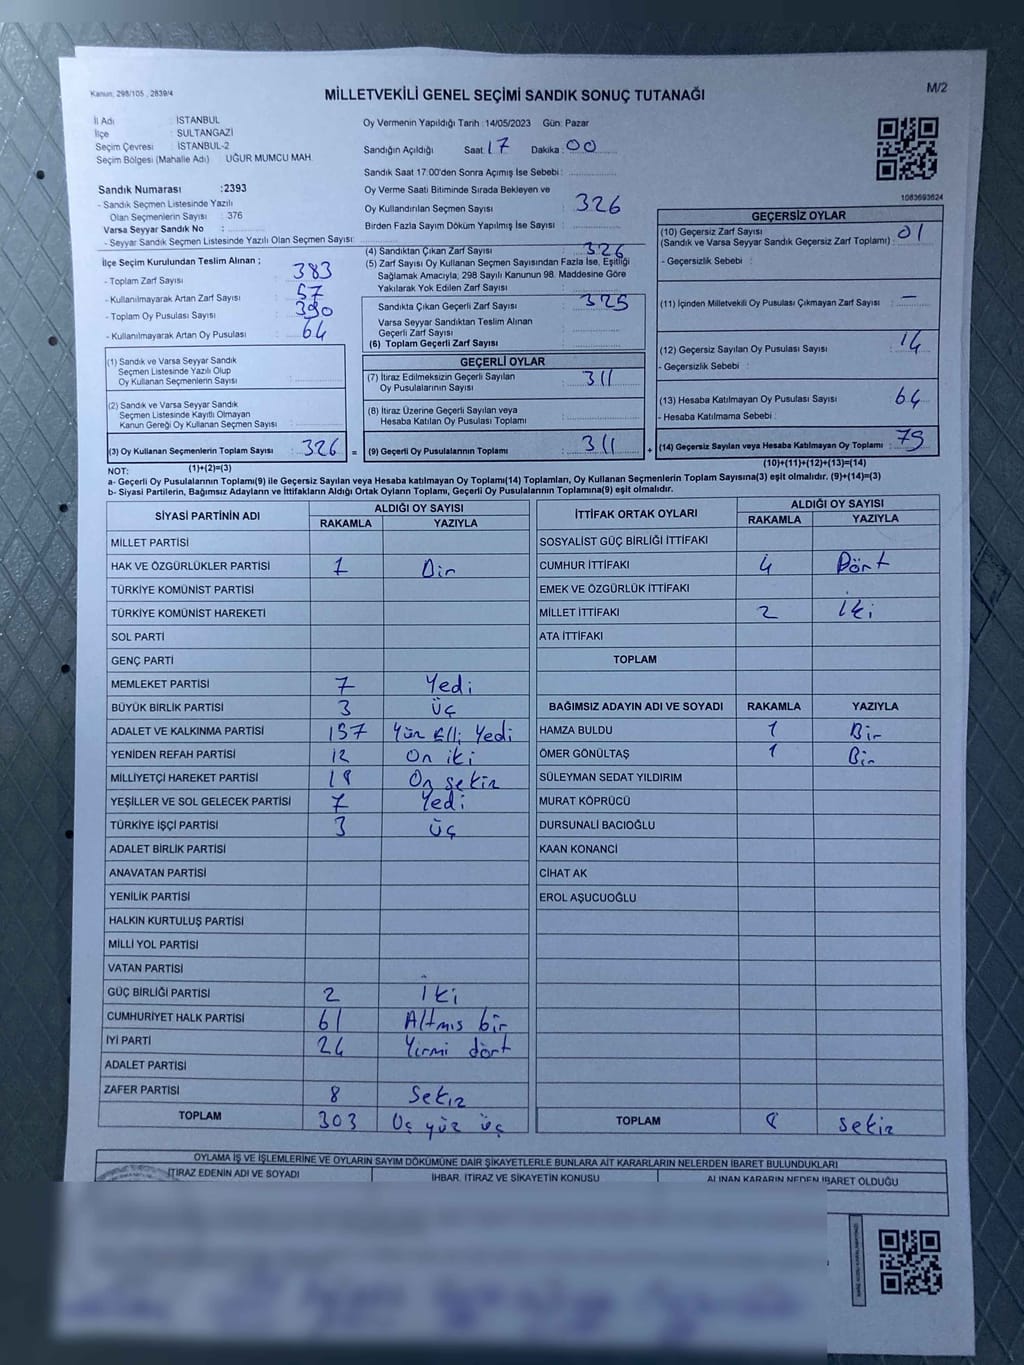 Kanun: 298/105 , 2839/4
MİLLETVEKİLİ GENEL SEÇİMİ SANDIK SONUÇ TUTANAĞI
M/2
İl Adı : İSTANBUL
İlçe : SULTANGAZİ
Seçim Çevresi : İSTANBUL-2
Seçim Bölgesi (Mahalle Adı) : UĞUR MUMCU MAH.
Sandık Numarası :2393
- Sandık Seçmen Listesinde Yazılı
Olan Seçmenlerin Sayısı : 376
Varsa Seyyar Sandık No :
- Seyyar Sandık Seçmen Listesinde Yazılı Olan Seçmen Sayısı:
Oy Vermenin Yapıldığı Tarih :14/05/2023 Gün: Pazar
Sandığın Açıldığı Saat: 17 Dakika: 00
Sandık Saat 17:00'den Sonra Açımış İse Sebebi :
Oy Verme Saati Bitiminde Sırada Bekleyen ve
Oy Kullandırılan Seçmen Sayısı : 326
Birden Fazla Sayım Döküm Yapılmış İse Sayısı :
1083693624
İlçe Seçim Kurulundan Teslim Alınan ;
- Toplam Zarf Sayısı : 383
- Kullanılmayarak Artan Zarf Sayısı : 57
- Toplam Oy Pusulası Sayısı : 390
- Kullanılmayarak Artan Oy Pusulası : 64
(4) Sandıktan Çıkan Zarf Sayısı : 326
(5) Zarf Sayısı Oy Kullanan Seçmen Sayısından Fazla İse, Eşitliği
Sağlamak Amacıyla; 298 Sayılı Kanunun 98. Maddesine Göre
Yakılarak Yok Edilen Zarf Sayısı :
Sandıkta Çıkan Geçerli Zarf Sayısı : 325
Varsa Seyyar Sandıktan Teslim Alınan
Geçerli Zarf Sayısı :
(6) Toplam Geçerli Zarf Sayısı :
GEÇERSİZ OYLAR
(10) Geçersiz Zarf Sayısı : 01
(Sandık ve Varsa Seyyar Sandık Geçersiz Zarf Toplamı)
- Geçersizlik Sebebi :
(11) İçinden Milletvekili Oy Pusulası Çıkmayan Zarf Sayısı : –
(12) Geçersiz Sayılan Oy Pusulası Sayısı : 14
- Geçersizlik Sebebi :
(13) Hesaba Katılmayan Oy Pusulası Sayısı : 64
- Hesaba Katılmama Sebebi :
(14) Geçersiz Sayılan veya Hesaba Katılmayan Oy Toplamı : 79
(10)+(11)+(12)+(13)=(14)
(1) Sandık ve Varsa Seyyar Sandık
Seçmen Listesinde Yazılı Olup
Oy Kullanan Seçmenlerin Sayısı :
(2) Sandık ve Varsa Seyyar Sandık
Seçmen Listesinde Kayıtlı Olmayan
Kanun Gereği Oy Kullanan Seçmen Sayısı :
(3) Oy Kullanan Seçmenlerin Toplam Sayısı : 326 =
(1)+(2)=(3)
GEÇERLİ OYLAR
(7) İtiraz Edilmeksizin Geçerli Sayılan
Oy Pusulalarının Sayısı : 311
(8) İtiraz Üzerine Geçerli Sayılan veya
Hesaba Katılan Oy Pusulası Toplamı :
(9) Geçerli Oy Pusulalarının Toplamı : 311 +
NOT:
a- Geçerli Oy Pusulalarının Toplamı(9) ile Geçersiz Sayılan veya Hesaba katılmayan Oy Toplamı(14) Toplamları, Oy Kullanan Seçmenlerin Toplam Sayısına(3) eşit olmalıdır. (9)+(14)=(3)
b- Siyasi Partilerin, Bağımsız Adayların ve İttifakların Aldığı Ortak Oyların Toplamı, Geçerli Oy Pusulalarının Toplamına(9) eşit olmalıdır.
SİYASİ PARTİNİN ADI ALDIĞI OY SAYISI
RAKAMLA YAZIYLA
MİLLET PARTİSİ
HAK VE ÖZGÜRLÜKLER PARTİSİ 1 Bir
TÜRKİYE KOMÜNİST PARTİSİ
TÜRKİYE KOMÜNİST HAREKETİ
SOL PARTİ
GENÇ PARTİ
MEMLEKET PARTİSİ 7 Yedi
BÜYÜK BİRLİK PARTİSİ 3 Üç
ADALET VE KALKINMA PARTİSİ 157 Yüz Elli Yedi
YENİDEN REFAH PARTİSİ 12 On iki
MİLLİYETÇİ HAREKET PARTİSİ 18 On sekiz
YEŞİLLER VE SOL GELECEK PARTİSİ 7 Yedi
TÜRKİYE İŞÇİ PARTİSİ 3 Üç
ADALET BİRLİK PARTİSİ
ANAVATAN PARTİSİ
YENİLİK PARTİSİ
HALKIN KURTULUŞ PARTİSİ
MİLLİ YOL PARTİSİ
VATAN PARTİSİ
GÜÇ BİRLİĞİ PARTİSİ 2 İki
CUMHURİYET HALK PARTİSİ 61 Altmıs bir
İYİ PARTİ 24 Yırmi dört
ADALET PARTİSİ
ZAFER PARTİSİ 8 Sekız
TOPLAM 303 Üç yüz üç
İTTİFAK ORTAK OYLARI ALDIĞI OY SAYISI
RAKAMLA YAZIYLA
SOSYALİST GÜÇ BİRLİĞİ İTTİFAKI
CUMHUR İTTİFAKI 4 Dört
EMEK VE ÖZGÜRLÜK İTTİFAKI
MİLLET İTTİFAKI 2 İki
ATA İTTİFAKI
TOPLAM
BAĞIMSIZ ADAYIN ADI VE SOYADI RAKAMLA YAZIYLA
HAMZA BULDU 1 Bir
ÖMER GÖNÜLTAŞ 1 Bir
SÜLEYMAN SEDAT YILDIRIM
MURAT KÖPRÜCÜ
DURSUNALİ BACIOĞLU
KAAN KONANCİ
CİHAT AK
EROL AŞUCUOĞLU
TOPLAM 8 sekiz
OYLAMA İŞ VE İŞLEMLERİNE VE OYLARIN SAYIM DÖKÜMÜNE DAİR ŞİKAYETLERLE BUNLARA AİT KARARLARIN NELERDEN İBARET BULUNDUKLARI
İTİRAZ EDENİN ADI VE SOYADI İHBAR, İTİRAZ VE ŞİKAYETİN KONUSU ALINAN KARARIN NEDEN İBARET OLDUĞU